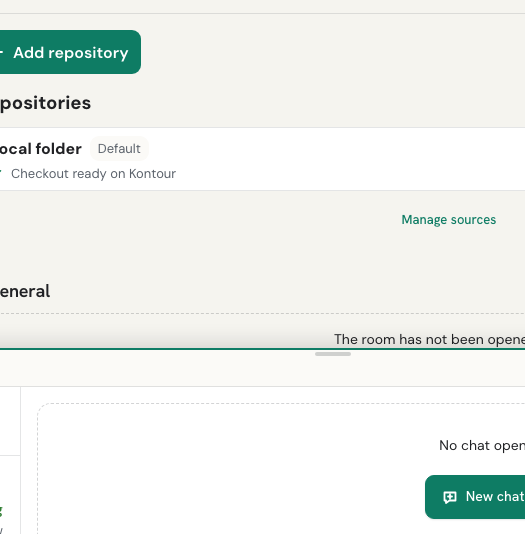 Add repository
positories
ocal folder Default
Checkout ready on Kontour
Manage sources
eneral
The room has not been opene
No chat open
New chat